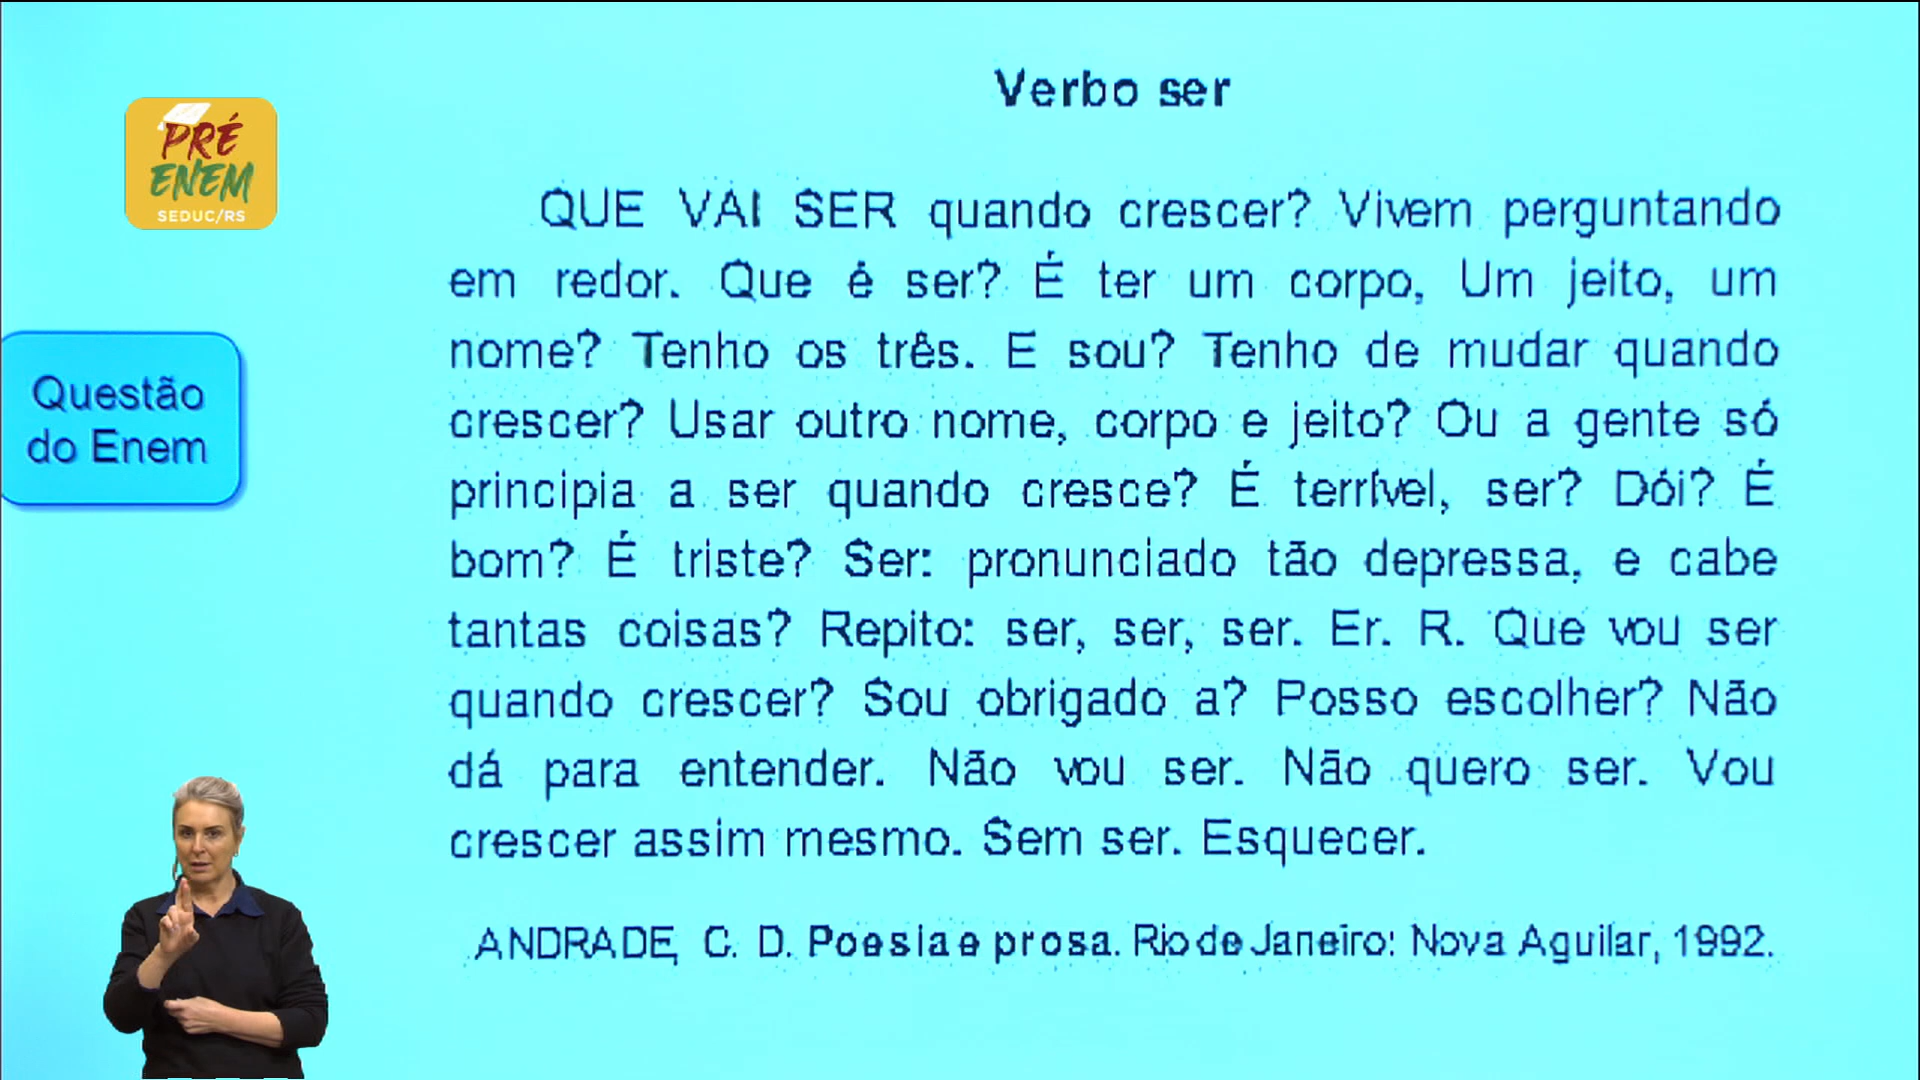 Verbo ser
PRÉ
ENEM
SEDUC/RS
QUE VAI SER quando crescer? Vivem perguntando
em redor. Que é ser? É ter um corpo, Um jeito, um
nome? Tenho os três. E sou? Tenho de mudar quando
crescer? Usar outro nome, corpo e jeito? Ou a gente só
principia a ser quando cresce? É terrível, ser? Dói? É
bom? É triste? Ser: pronunciado tão depressa, e cabe
tantas coisas? Repito: ser, ser, ser. Er. R. Que vou ser
quando crescer? Sou obrigado a? Posso escolher? Não
dá para entender. Não vou ser. Não quero ser. Vou
crescer assim mesmo. Sem ser. Esquecer.
ANDRADE, C. D. Poesia e prosa. Rio de Janeiro: Nova Aguilar, 1992.
Questão
do Enem